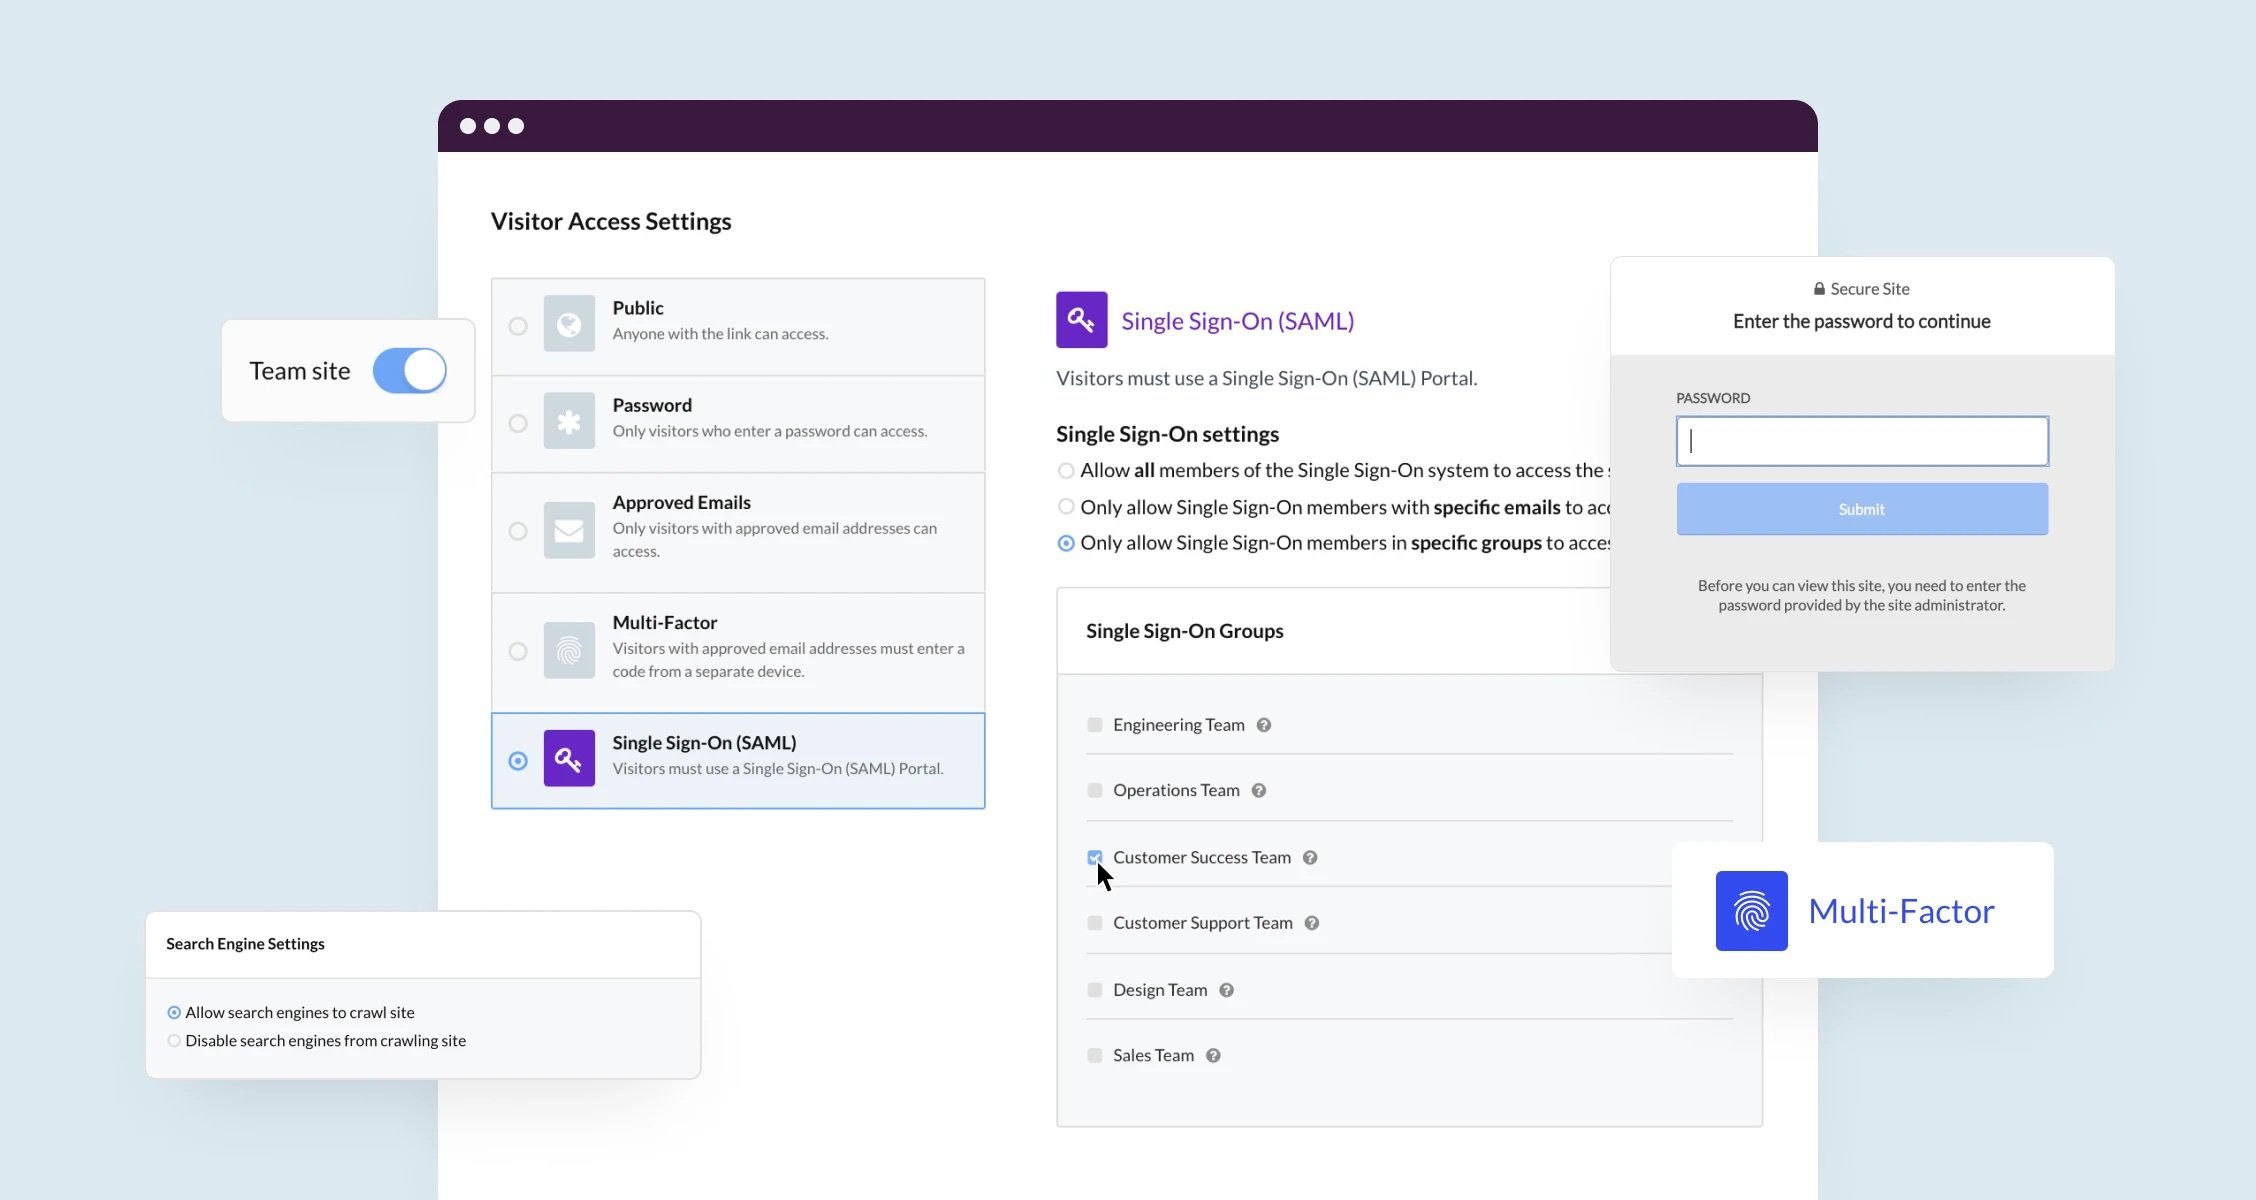 Visitor Access Settings
Team site
Public
Anyone with the link can access.
Password
Only visitors who enter a password can access.
Approved Emails
Only visitors with approved email addresses can
access.
Multi-Factor
Visitors with approved email addresses must enter a
code from a separate device.
Single Sign-On (SAML)
Visitors must use a Single Sign-On (SAML) Portal.
Search Engine Settings
Allow search engines to crawl site
Disable search engines from crawling site
Single Sign-On (SAML)
Visitors must use a Single Sign-On (SAML) Portal.
Single Sign-On settings
Allow all members of the Single Sign-On system to access the
Only allow Single Sign-On members with specific emails to
Only allow Single Sign-On members in specific groups to
Single Sign-On Groups
Engineering Team
Operations Team
Customer Success Team
Customer Support Team
Design Team
Sales Team
Secure Site
Enter the password to continue
PASSWORD
Submit
Before you can view this site, you need to enter the
password provided by the site administrator.
Multi-Factor